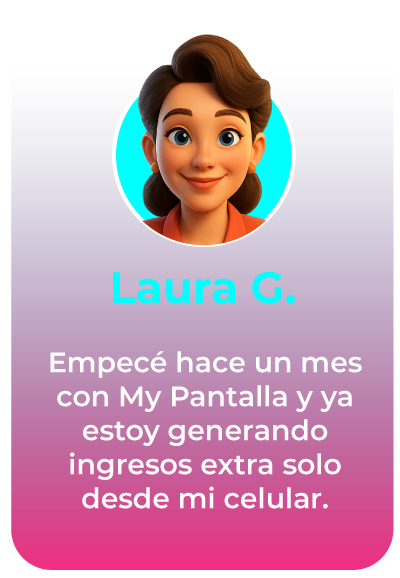 Laura G.
Empecé hace un mes
con My Pantalla y ya
estoy generando
ingresos extra solo
desde mi celular.